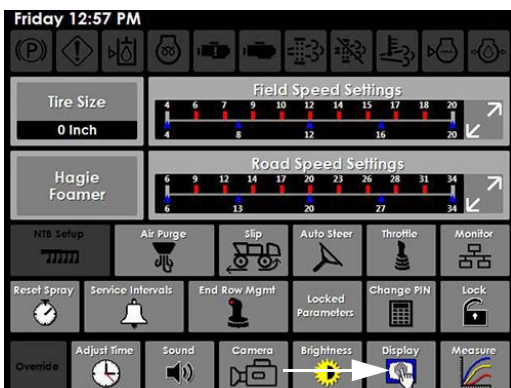 Friday 12:57 PM
(P)
Tire Size
0 Inch
Field Speed Settings
4 6 7 9 10 12 14 15 17 18 20
4 8 12 16 20
Hagie
Foamer
Road Speed Settings
6 9 12 14 17 20 23 26 28 31 34
6 13 20 27 34
NTB Setup
Air Purge
Slip
Auto Steer
Throttle
Monitor
Reset Spray
Service Intervals
End Row Mgmt
Locked
Parameters
Change PIN
Lock
Override
Adjust Time
Sound
Camera
Brightness
Display
Measure